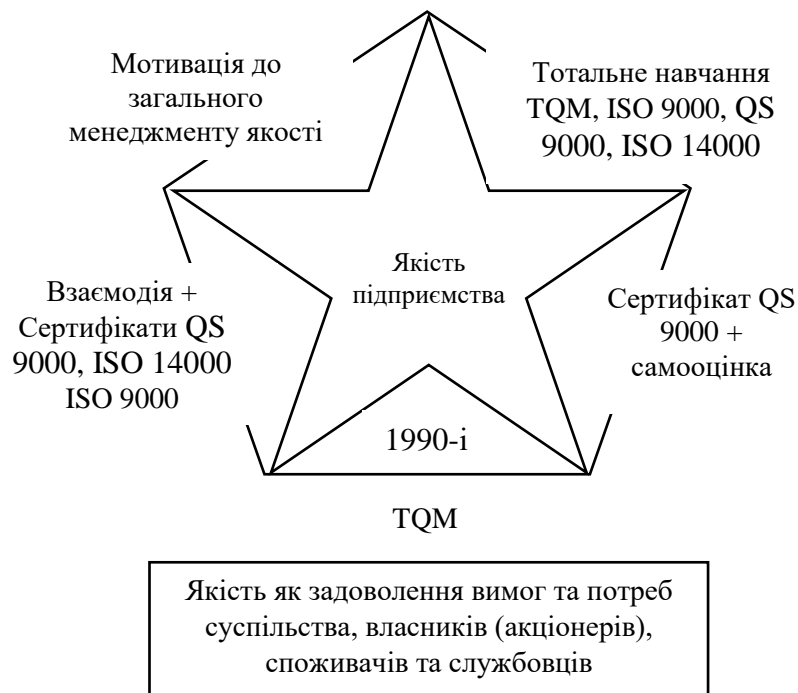 Мотивація до
загального
менеджменту якості
Тотальне навчання
TQM, ISO 9000, QS
9000, ISO 14000
Якість
підприємства
Взаємодія +
Сертифікати QS
9000, ISO 14000
ISO 9000
Сертифікат QS
9000 +
самооцінка
1990-і
TQM
Якість як задоволення вимог та потреб
суспільства, власників (акціонерів),
споживачів та службовців